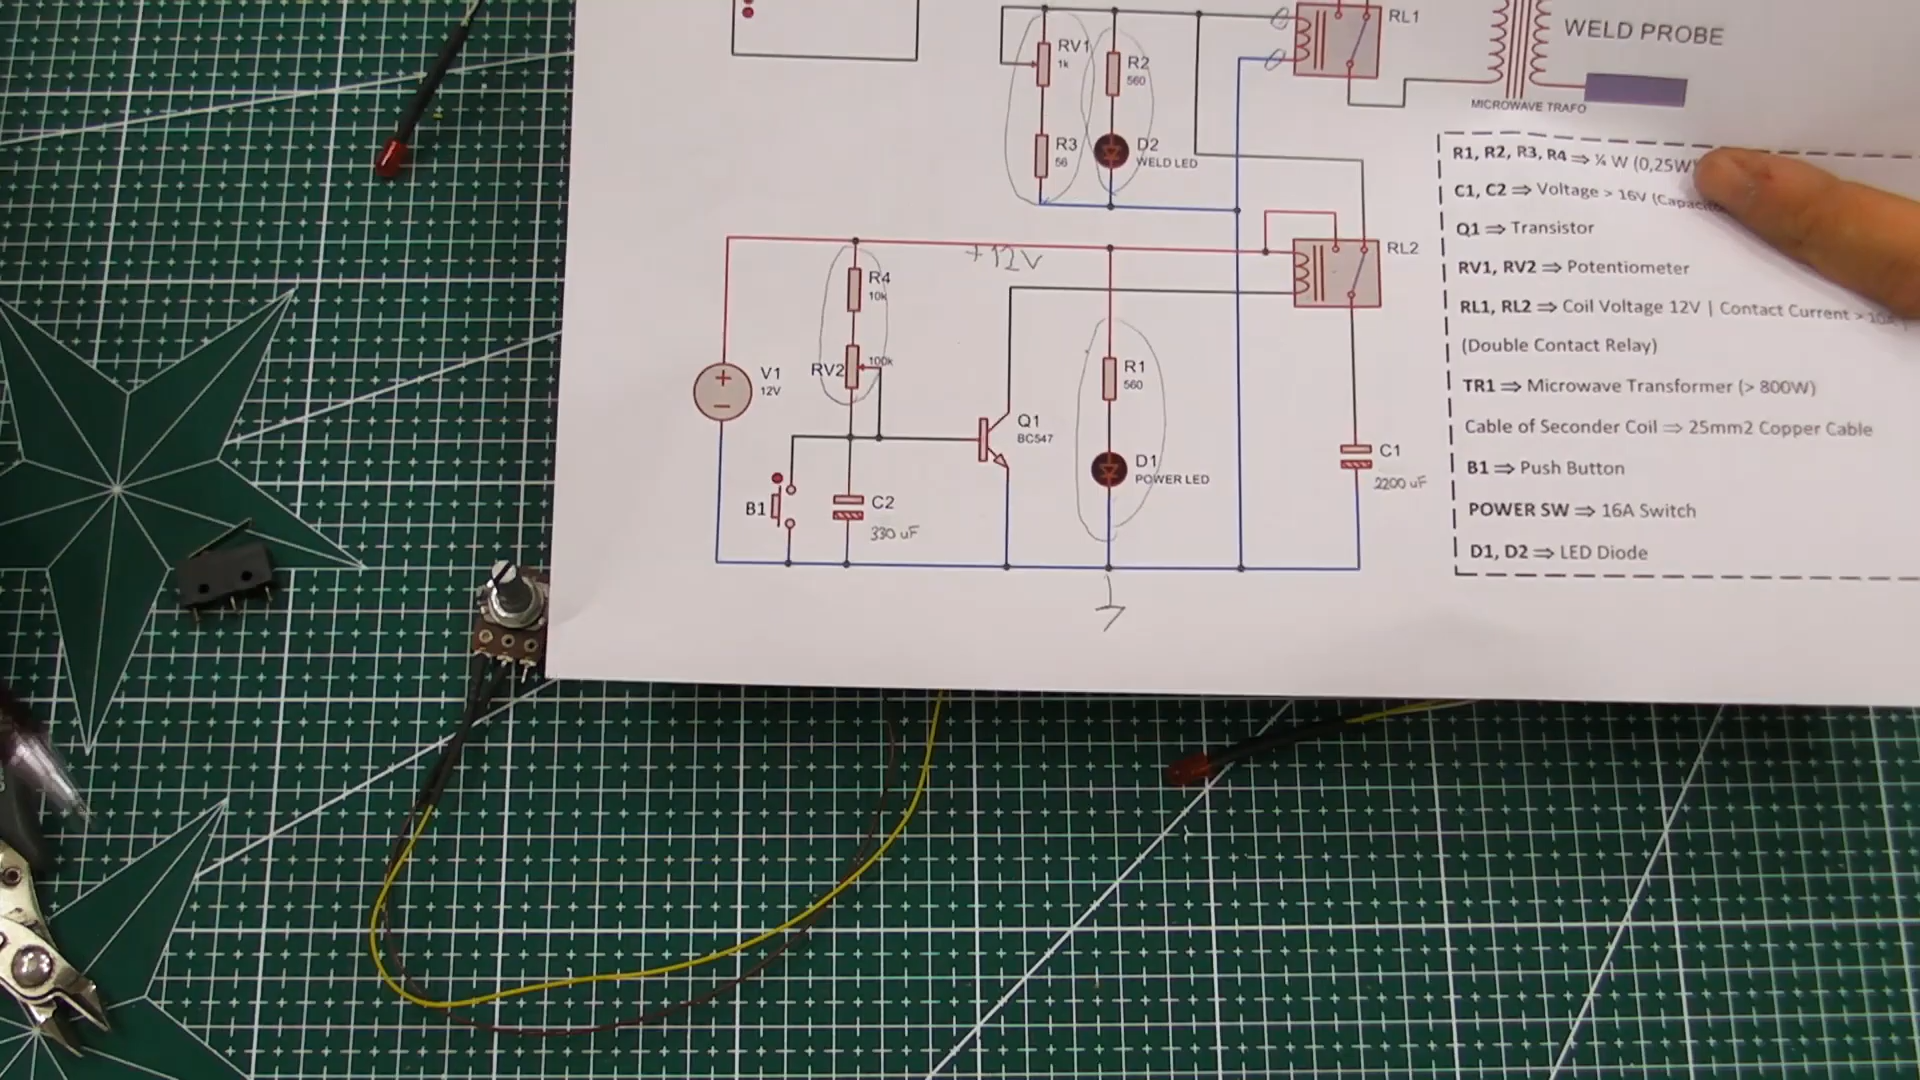 RL1
WELD PROBE
RV1
1k
R2
560
MICROWAVE TRAFO
R3
56
D2
WELD LED
R1, R2, R3, R4 ⇒ ¼ W (0,25W)
C1, C2 ⇒ Voltage > 16V
Q1 ⇒ Transistor
RV1, RV2 ⇒ Potentiometer
RL1, RL2 ⇒ Coil Voltage 12V | Contact Current >
(Double Contact Relay)
TR1 ⇒ Microwave Transformer (> 800W)
Cable of Seconder Coil ⇒ 25mm2 Copper Cable
B1 ⇒ Push Button
POWER SW ⇒ 16A Switch
D1, D2 ⇒ LED Diode
+12V
RL2
R4
10k
RV2
100k
V1
12V
+
−
R1
560
Q1
BC547
D1
POWER LED
C1
2200 uF
B1
C2
330 uF